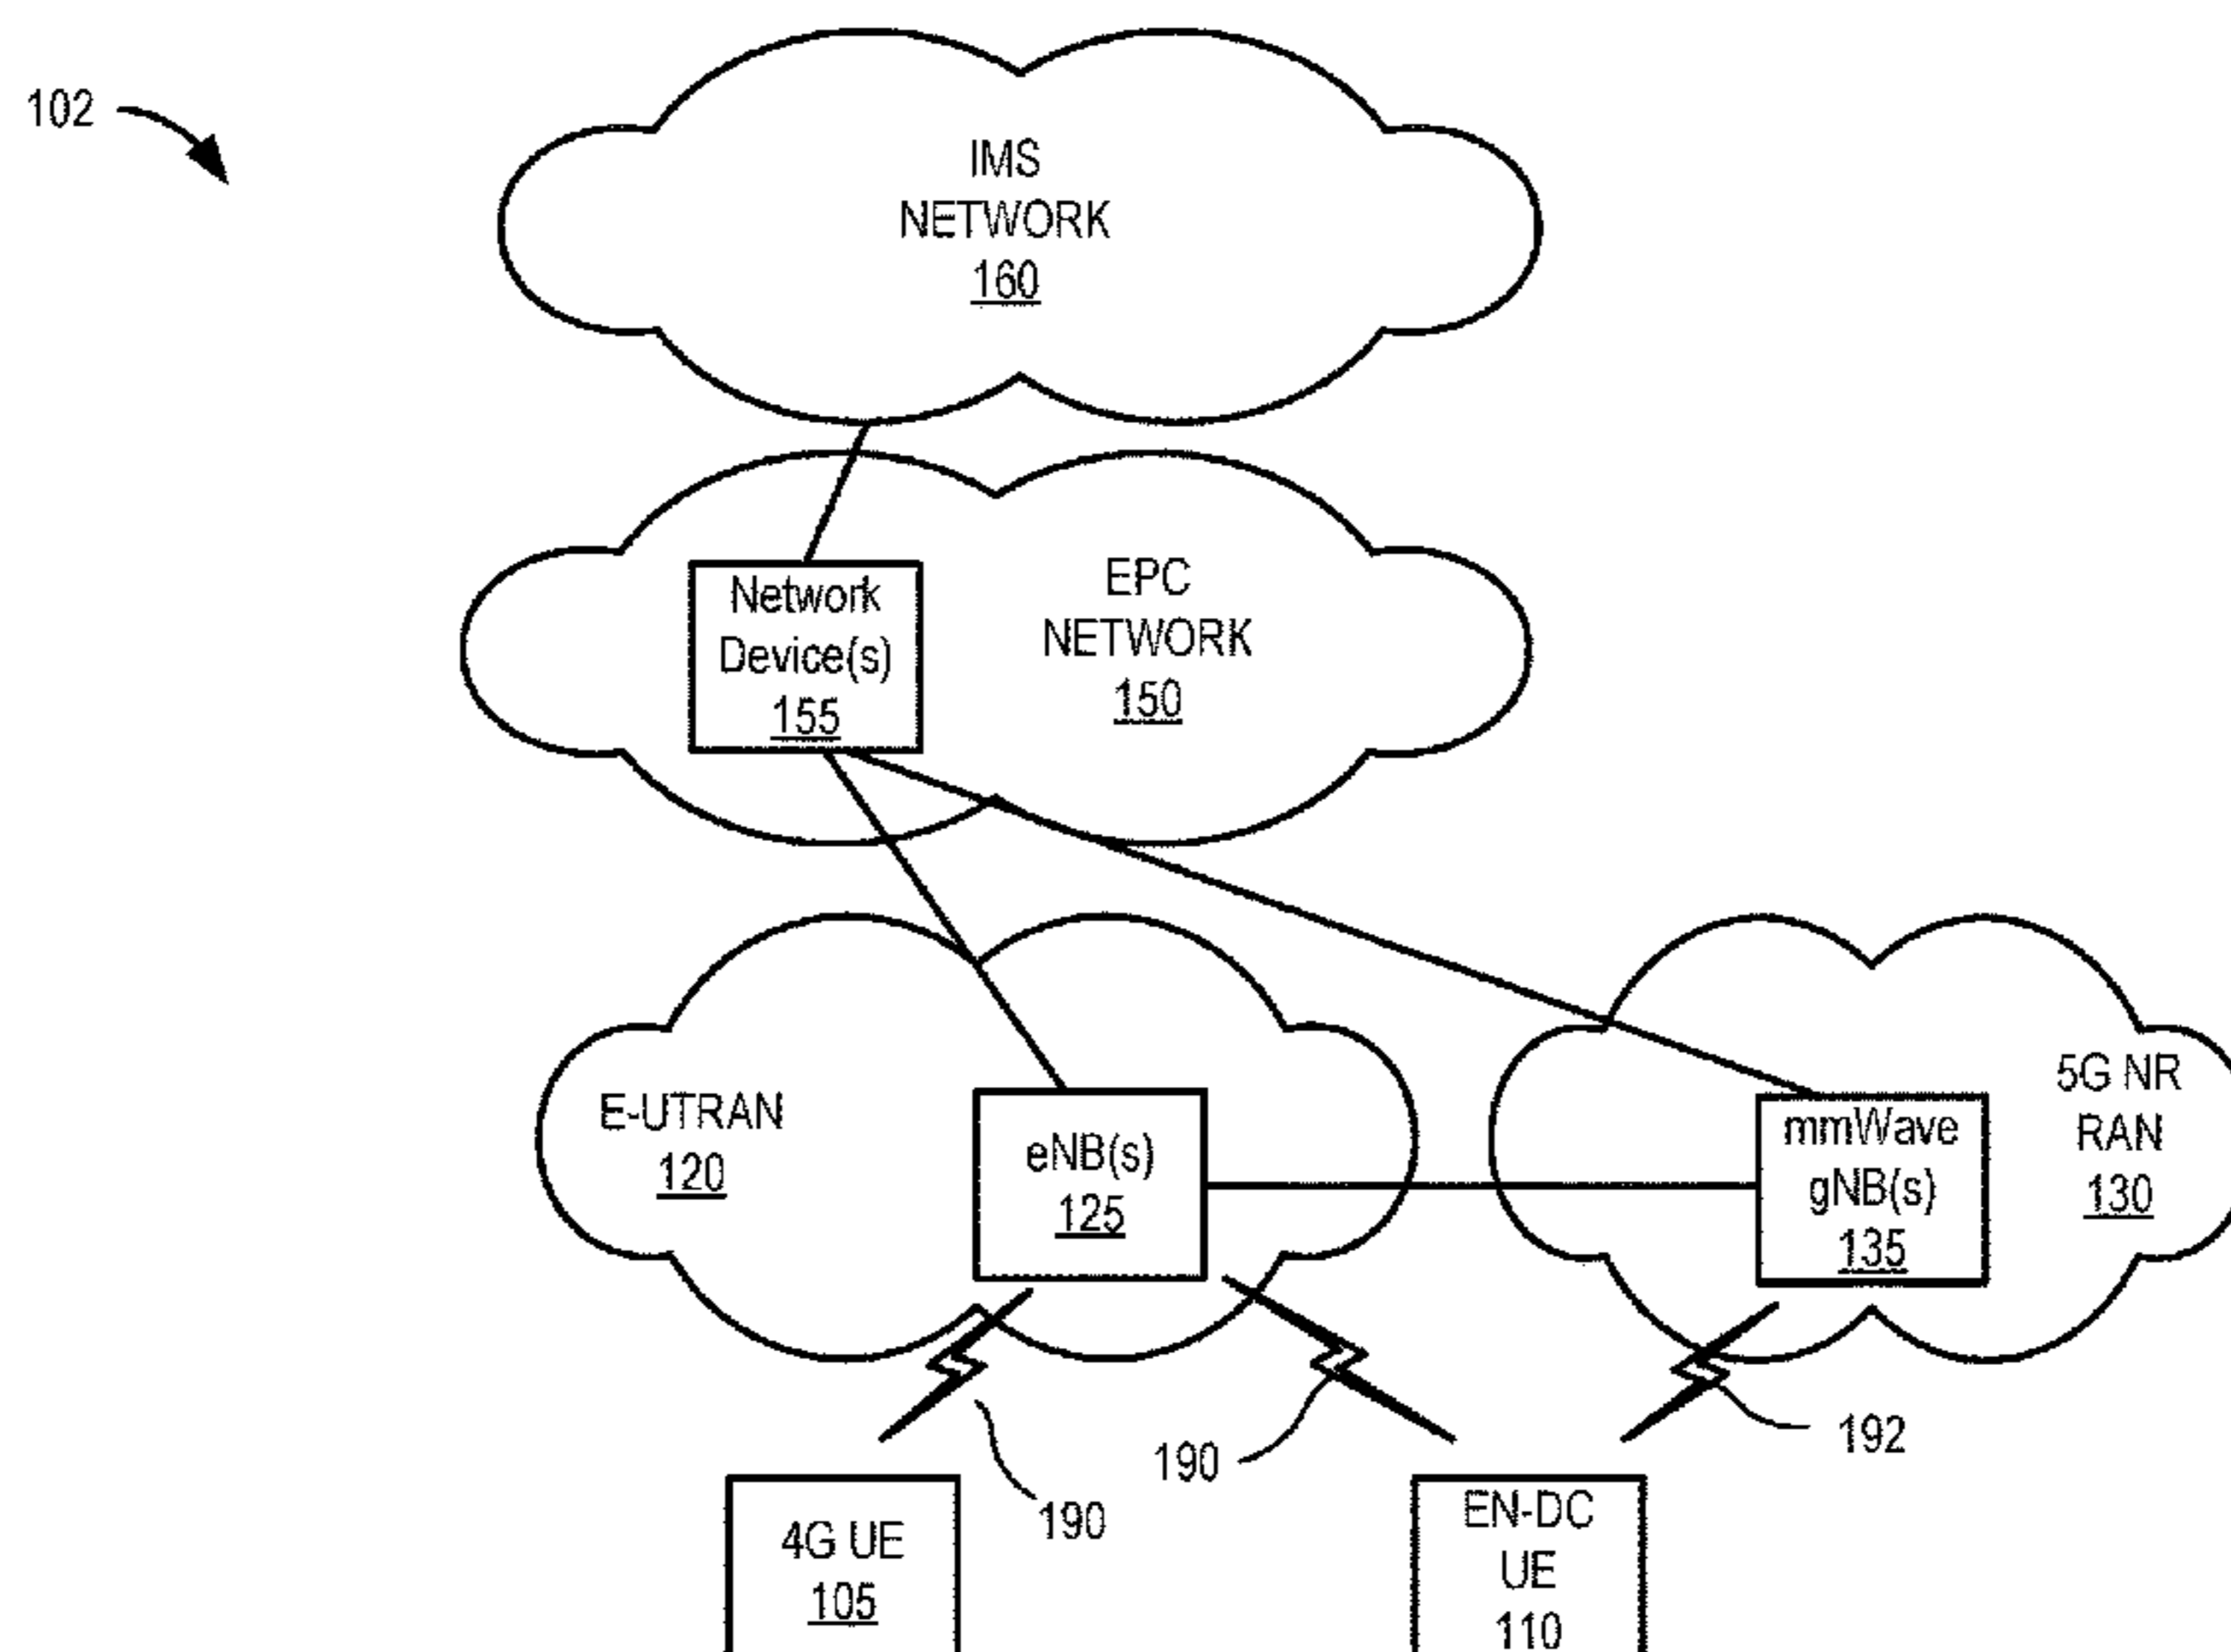 102
IMS
NETWORK
160
Network
Device(s)
155
EPC
NETWORK
150
E-UTRAN
120
eNB(s)
125
mmWave
gNB(s)
135
5G NR
RAN
130
190
190
192
4G UE
105
EN-DC
UE
110